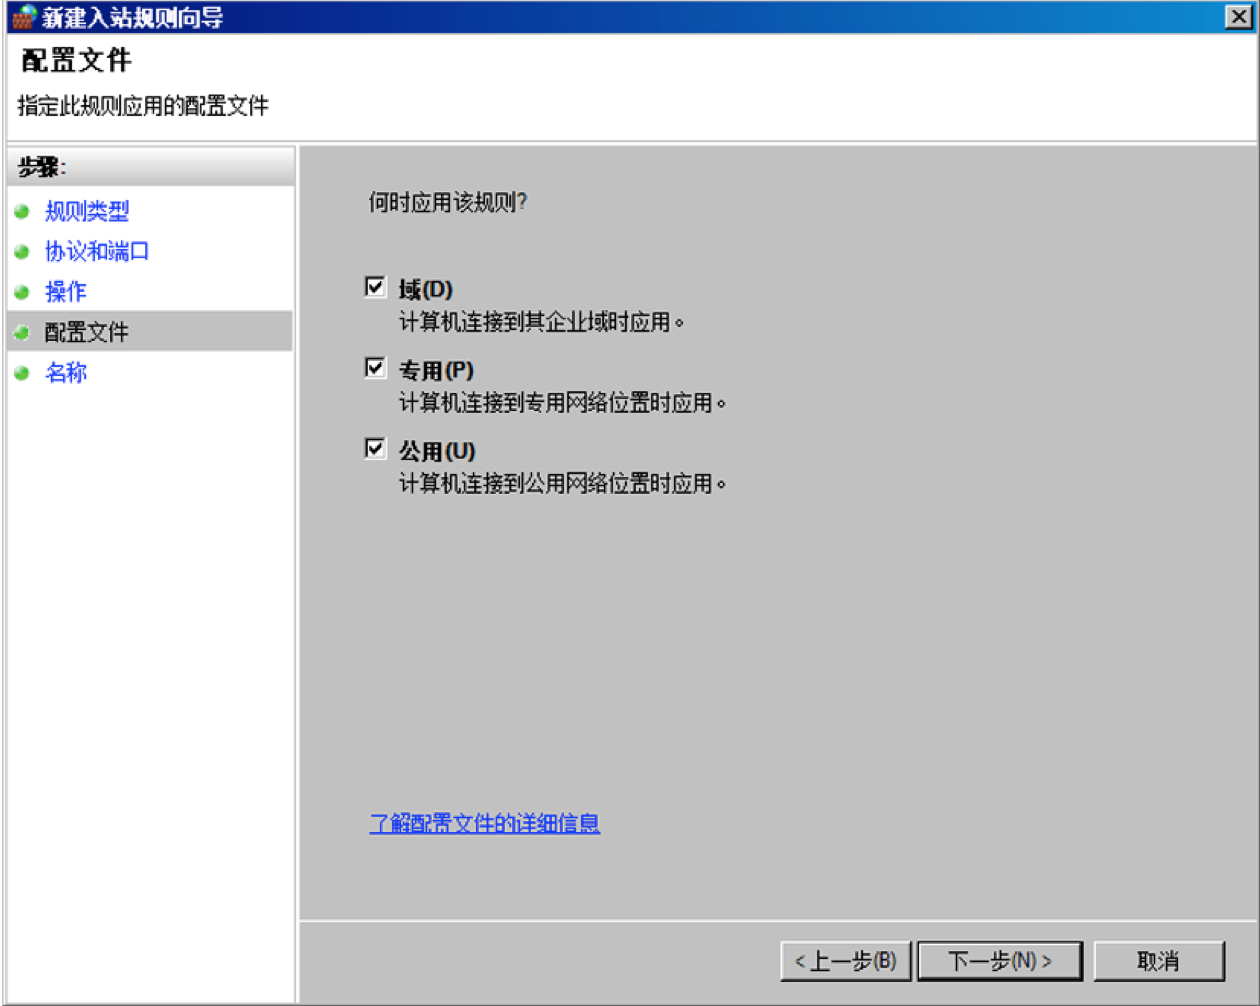 新建入站规则向导
配置文件
指定此规则应用的配置文件
步骤:
规则类型
协议和端口
操作
配置文件
名称
何时应用该规则?
域(D)
计算机连接到其企业域时应用。
专用(P)
计算机连接到专用网络位置时应用。
公用(U)
计算机连接到公用网络位置时应用。
了解配置文件的详细信息
<上一步(B)
下一步(N)>
取消